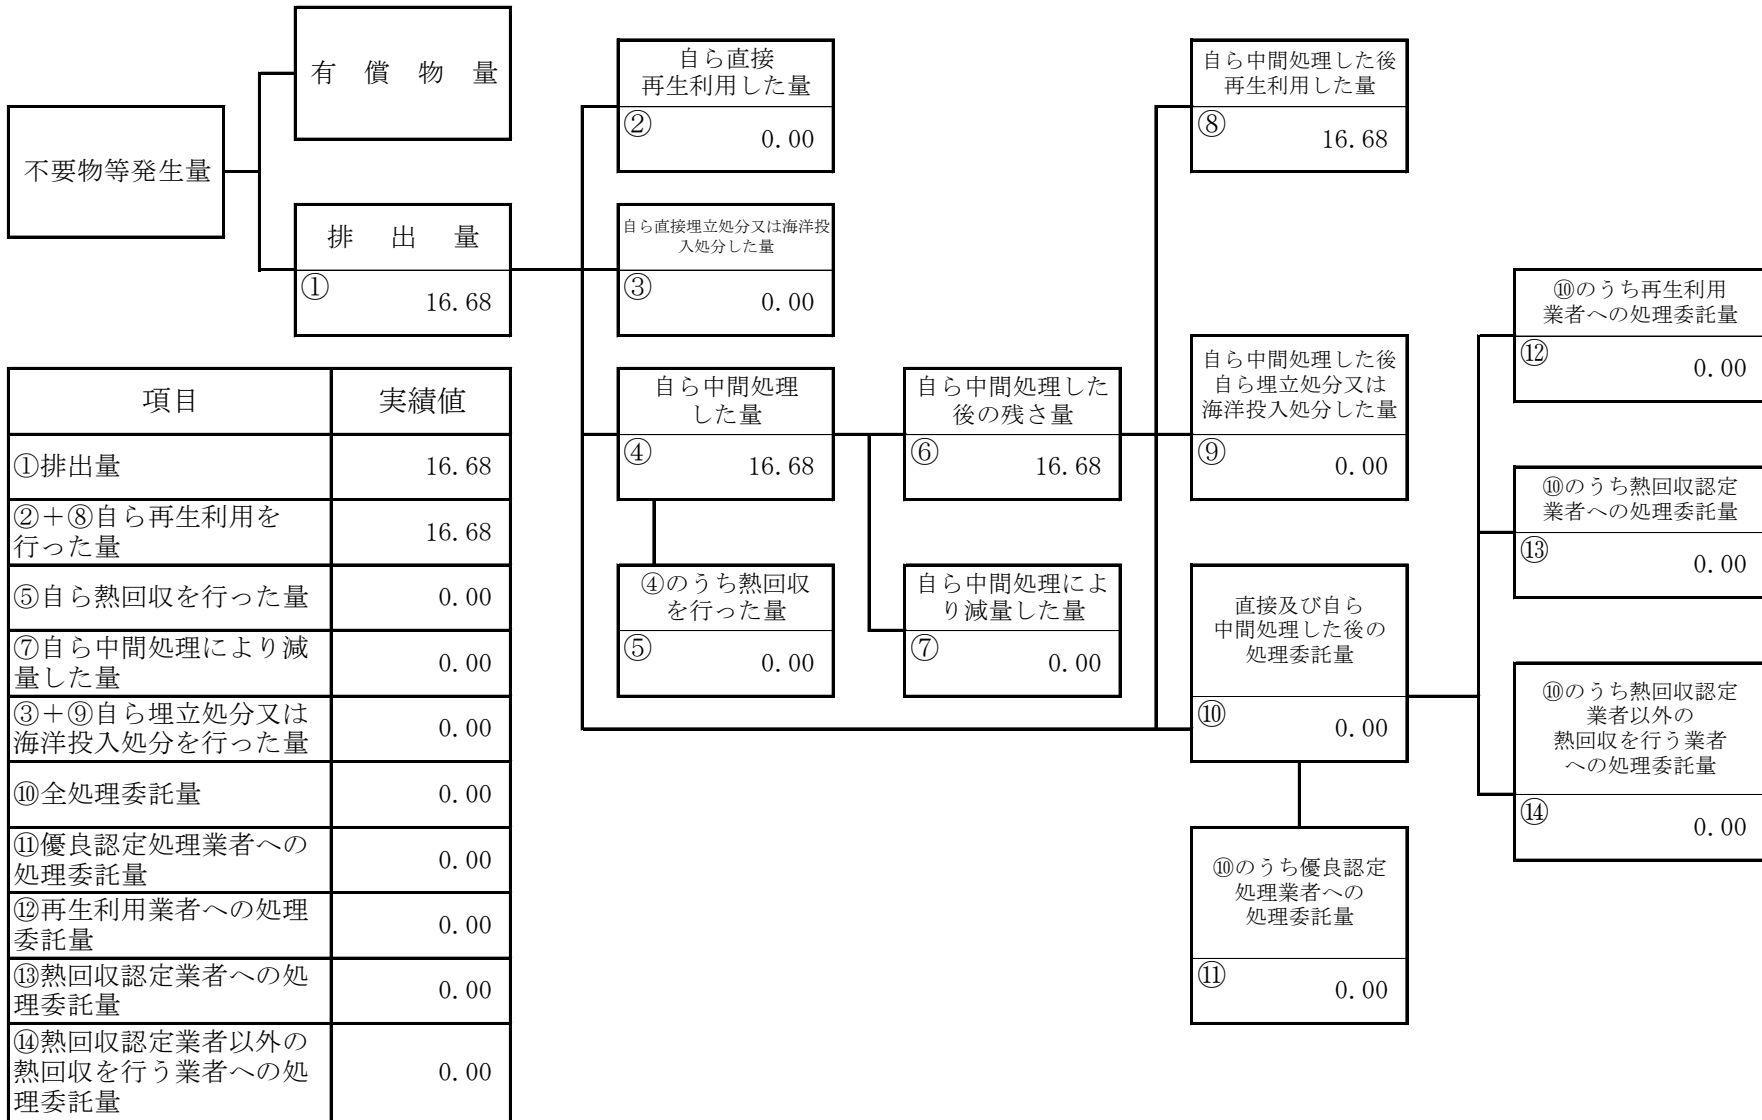 有 償 物 量
不要物等発生量
排 出 量
①
16.68
自ら直接
再生利用した量
②
0.00
自ら直接埋立処分又は海洋投
入処分した量
③
0.00
自ら中間処理
した量
④
16.68
④のうち熱回収
を行った量
⑤
0.00
自ら中間処理した
後の残さ量
⑥
16.68
自ら中間処理によ
り減量した量
⑦
0.00
自ら中間処理した後
再生利用した量
⑧
16.68
自ら中間処理した後
自ら埋立処分又は
海洋投入処分した量
⑨
0.00
直接及び自ら
中間処理した後の
処理委託量
⑩
0.00
⑩のうち優良認定
処理業者への
処理委託量
⑪
0.00
⑩のうち再生利用
業者への処理委託量
⑫
0.00
⑩のうち熱回収認定
業者への処理委託量
⑬
0.00
⑩のうち熱回収認定
業者以外の
熱回収を行う業者
への処理委託量
⑭
0.00
項目 実績値
①排出量 16.68
②＋⑧自ら再生利用を
行った量 16.68
⑤自ら熱回収を行った量 0.00
⑦自ら中間処理により減
量した量 0.00
③＋⑨自ら埋立処分又は
海洋投入処分を行った量 0.00
⑩全処理委託量 0.00
⑪優良認定処理業者への
処理委託量 0.00
⑫再生利用業者への処理
委託量 0.00
⑬熱回収認定業者への処
理委託量 0.00
⑭熱回収認定業者以外の
熱回収を行う業者への処
理委託量 0.00